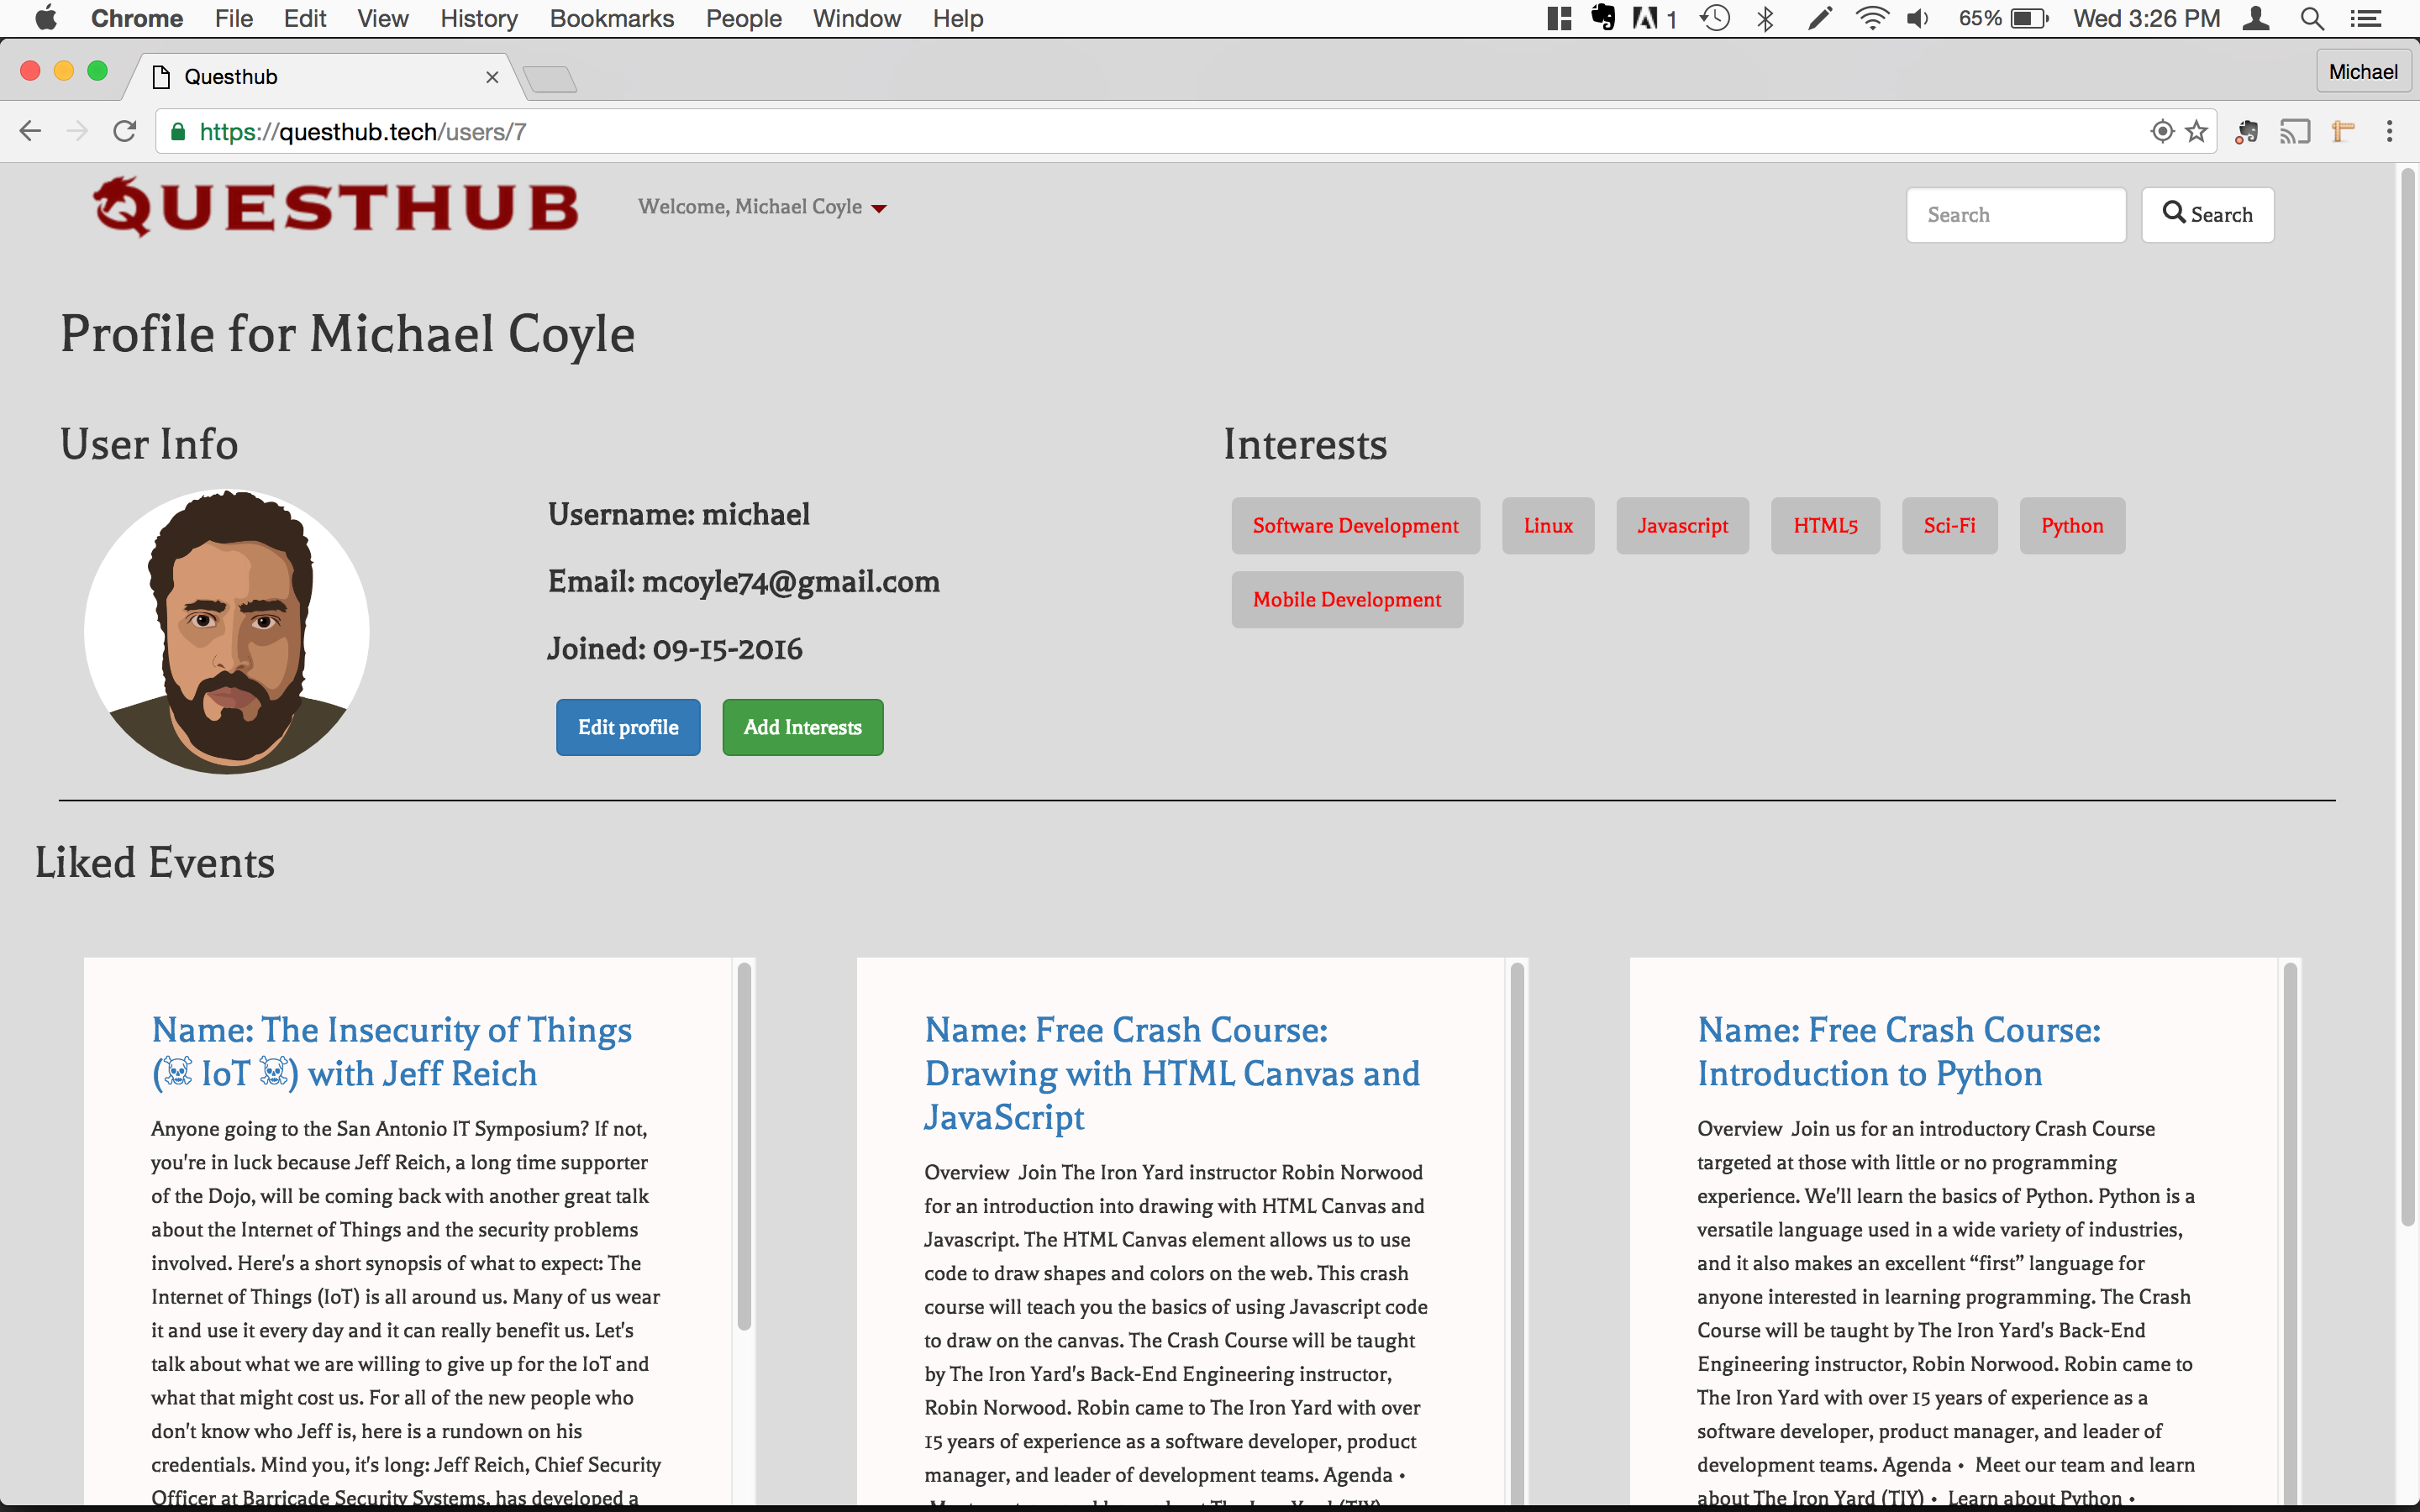 Chrome File Edit View History Bookmarks People Window Help 1 65% Wed 3:26 PM
Questhub Michael
https://questhub.tech/users/7
QUESTHUB Welcome, Michael Coyle Search Search
Profile for Michael Coyle
User Info
Username: michael
Email: mcoyle74@gmail.com
Joined: 09-15-2016
Edit profile Add Interests
Interests
Software Development Linux Javascript HTML5 Sci-Fi Python
Mobile Development
Liked Events
Name: The Insecurity of Things
(☠ IoT ☠) with Jeff Reich
Anyone going to the San Antonio IT Symposium? If not,
you're in luck because Jeff Reich, a long time supporter
of the Dojo, will be coming back with another great talk
about the Internet of Things and the security problems
involved. Here's a short synopsis of what to expect: The
Internet of Things (IoT) is all around us. Many of us wear
it and use it every day and it can really benefit us. Let's
talk about what we are willing to give up for the IoT and
what that might cost us. For all of the new people who
don't know who Jeff is, here is a rundown on his
credentials. Mind you, it's long: Jeff Reich, Chief Security
Officer at Barricade Security Systems, has developed a
Name: Free Crash Course:
Drawing with HTML Canvas and
JavaScript
Overview Join The Iron Yard instructor Robin Norwood
for an introduction into drawing with HTML Canvas and
Javascript. The HTML Canvas element allows us to use
code to draw shapes and colors on the web. This crash
course will teach you the basics of using Javascript code
to draw on the canvas. The Crash Course will be taught
by The Iron Yard's Back-End Engineering instructor,
Robin Norwood. Robin came to The Iron Yard with over
15 years of experience as a software developer, product
manager, and leader of development teams. Agenda •
Name: Free Crash Course:
Introduction to Python
Overview Join us for an introductory Crash Course
targeted at those with little or no programming
experience. We'll learn the basics of Python. Python is a
versatile language used in a wide variety of industries,
and it also makes an excellent “first” language for
anyone interested in learning programming. The Crash
Course will be taught by The Iron Yard's Back-End
Engineering instructor, Robin Norwood. Robin came to
The Iron Yard with over 15 years of experience as a
software developer, product manager, and leader of
development teams. Agenda • Meet our team and learn
about The Iron Yard (TIY) • Learn about Python •